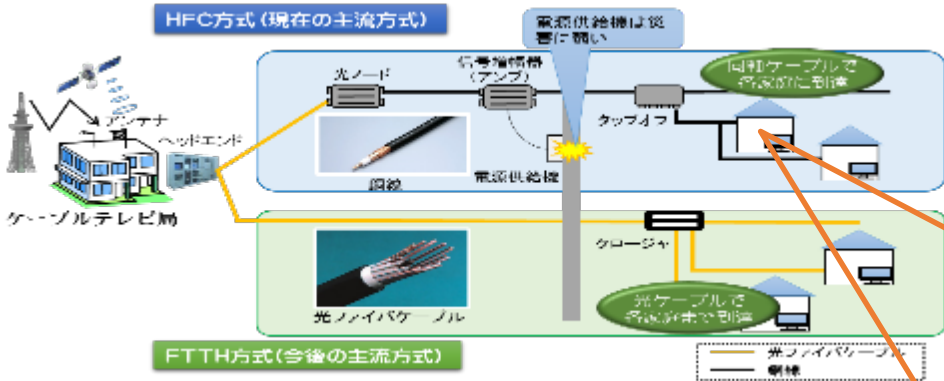 HFC方式(現在の主流方式)
電源供給機は災
害に弱い
光ノード
信号増幅器
(アンプ)
同軸ケーブルで
各家庭に到達
アンテナ
ヘッドエンド
タップオフ
銅線
電源供給機
ケーブルテレビ局
クロージャ
光ファイバケーブル
光ケーブルで
各家庭まで到達
FTTH方式(今後の主流方式)
光ファイバケーブル
銅線